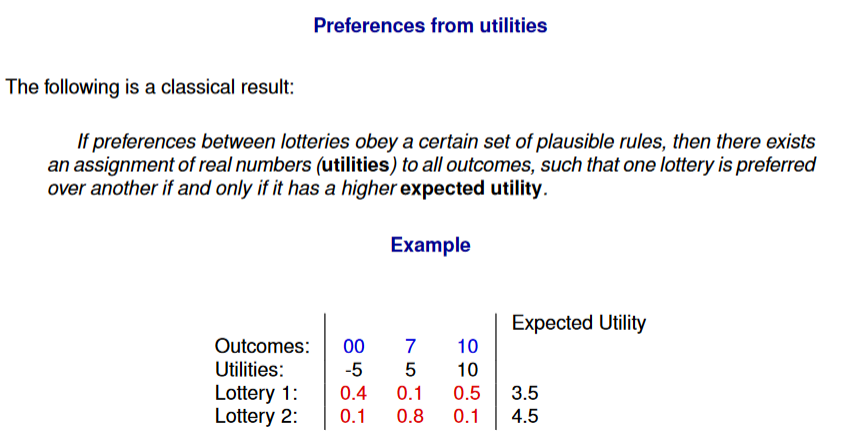 Preferences from utilities
The following is a classical result:
If preferences between lotteries obey a certain set of plausible rules, then there exists
an assignment of real numbers (utilities) to all outcomes, such that one lottery is preferred
over another if and only if it has a higher expected utility.
Example
Expected Utility
Outcomes: 00 7 10
Utilities: -5 5 10
Lottery 1: 0.4 0.1 0.5 3.5
Lottery 2: 0.1 0.8 0.1 4.5